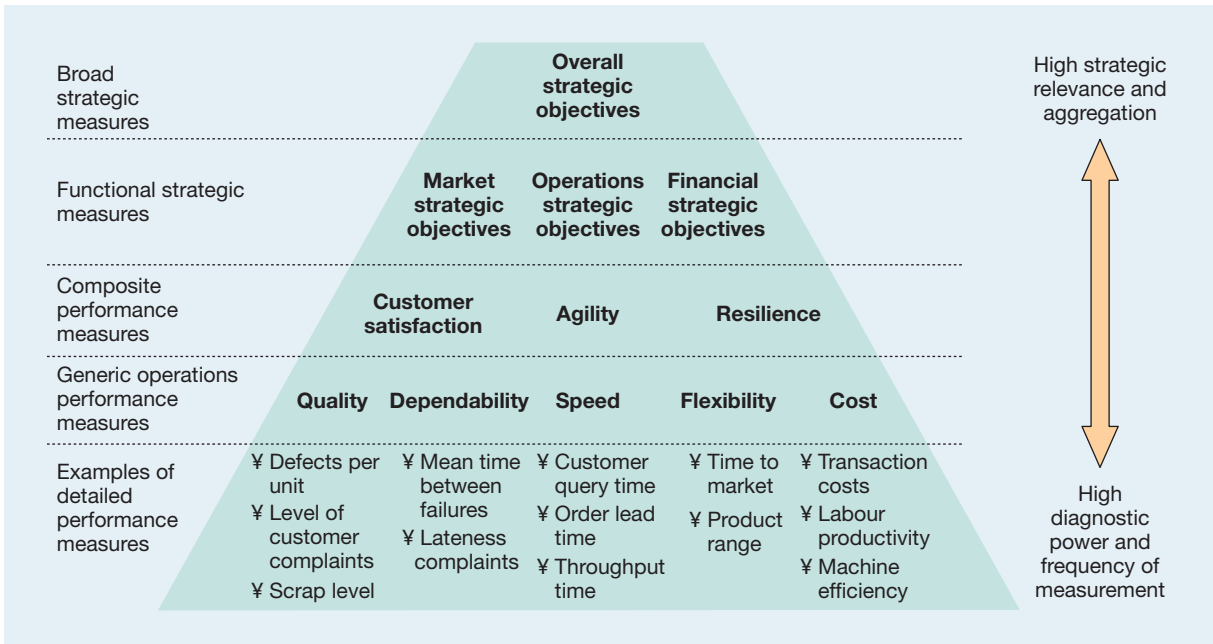 Broad
strategic
measures
Overall
strategic
objectives
High strategic
relevance and
aggregation
Functional strategic
measures
Market
strategic
objectives
Operations
strategic
objectives
Financial
strategic
objectives
Composite
performance
measures
Customer
satisfaction
Agility
Resilience
Generic operations
performance
measures
Quality
Dependability
Speed
Flexibility
Cost
Examples of
detailed
performance
measures
¥ Defects per
unit
¥ Level of
customer
complaints
¥ Scrap level
¥ Mean time
between
failures
¥ Lateness
complaints
¥ Customer
query time
¥ Order lead
time
¥ Throughput
time
¥ Time to
market
¥ Product
range
¥ Transaction
costs
¥ Labour
productivity
¥ Machine
efficiency
High
diagnostic
power and
frequency of
measurement